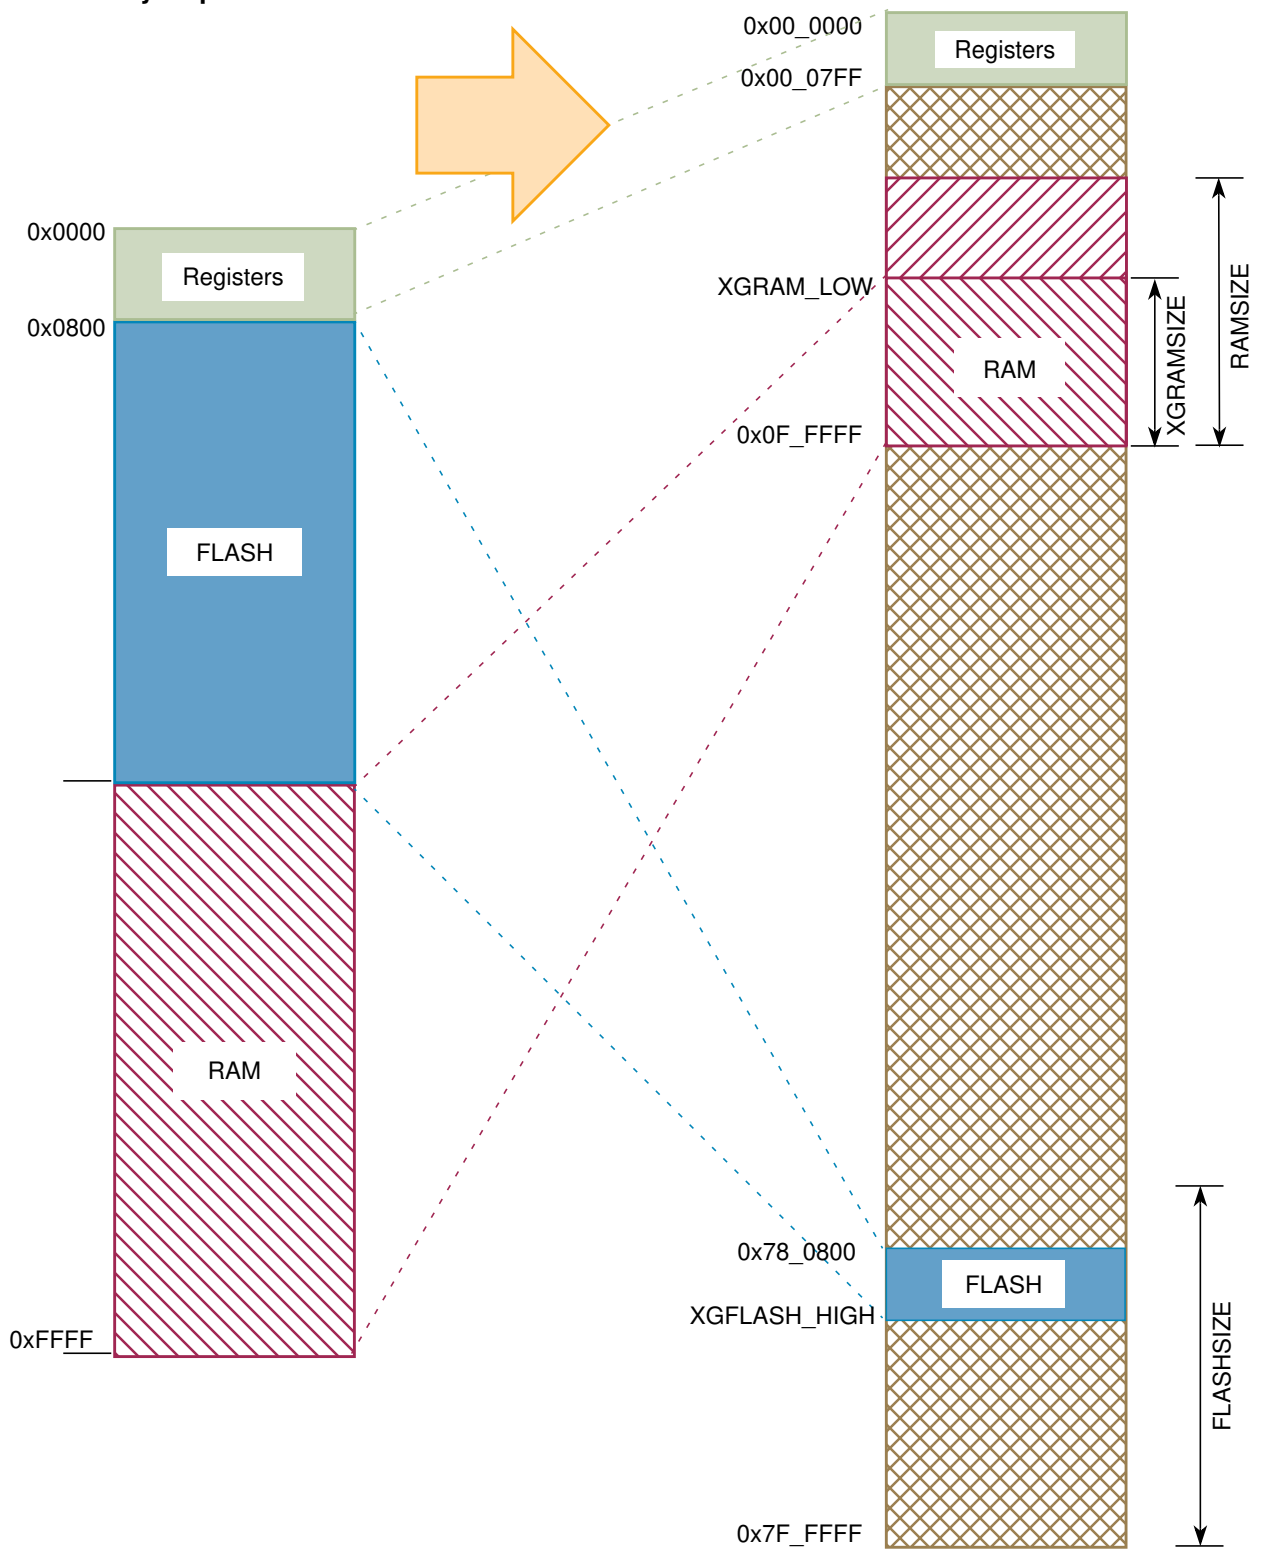 0x0000
Registers
0x0800
FLASH
RAM
0xFFFF
0x00_0000
Registers
0x00_07FF
XGRAM_LOW
RAM
0x0F_FFFF
XGRAMSIZE
RAMSIZE
0x78_0800
FLASH
XGFLASH_HIGH
FLASHSIZE
0x7F_FFFF